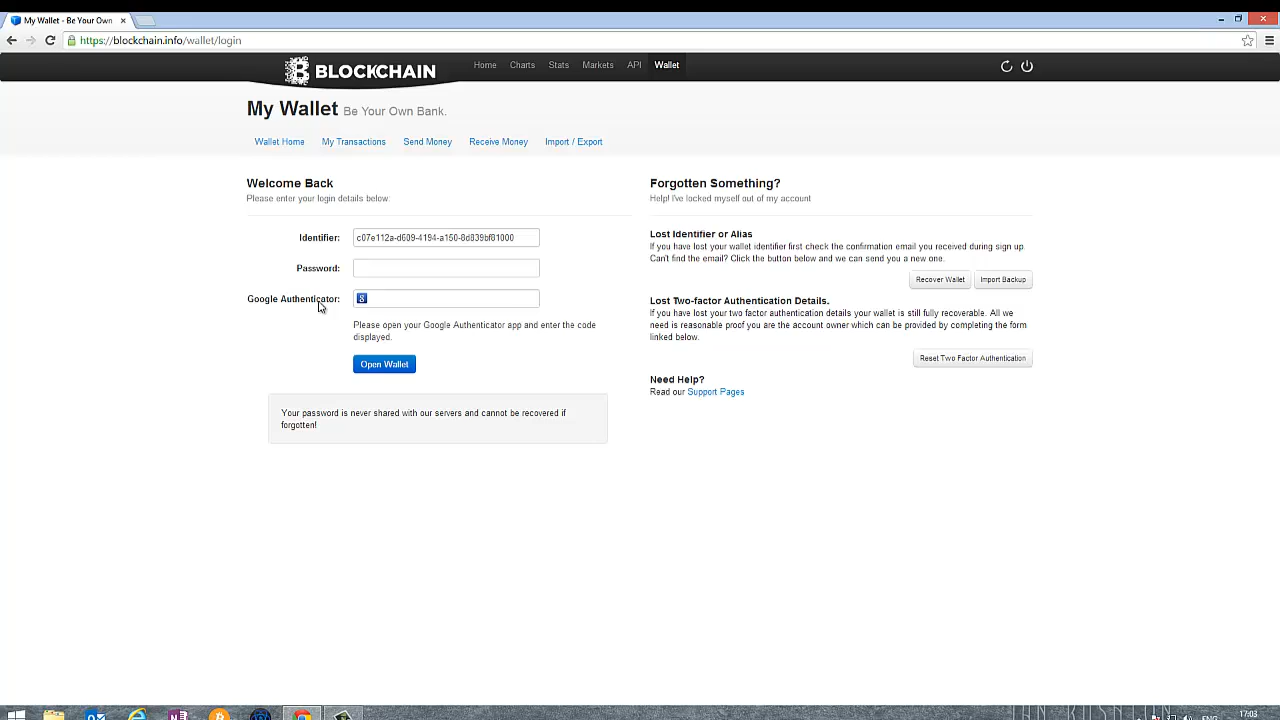 My Wallet - Be Your Own
https://blockchain.info/wallet/login
BLOCKCHAIN
Home Charts Stats Markets API Wallet
My Wallet Be Your Own Bank.
Wallet Home My Transactions Send Money Receive Money Import / Export
Welcome Back
Please enter your login details below:
Identifier: c07e112a-d609-4194-a150-8d839bf81000
Password:
Google Authenticator:
Please open your Google Authenticator app and enter the code
displayed.
Open Wallet
Your password is never shared with our servers and cannot be recovered if
forgotten!
Forgotten Something?
Help! I've locked myself out of my account
Lost Identifier or Alias
If you have lost your wallet identifier first check the confirmation email you received during sign up.
Can't find the email? Click the button below and we can send you a new one.
Recover Wallet Import Backup
Lost Two-factor Authentication Details.
If you have lost your two factor authentication details your wallet is still fully recoverable. All we
need is reasonable proof you are the account owner which can be provided by completing the form
linked below.
Reset Two Factor Authentication
Need Help?
Read our Support Pages
ENG
17:03